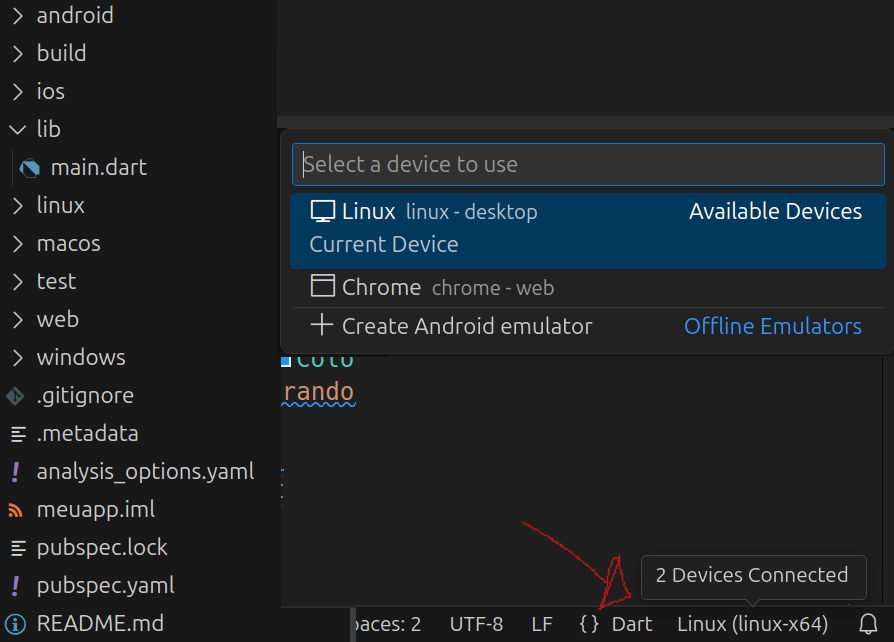 android
build
ios
lib
main.dart
linux
macos
test
web
windows
.gitignore
.metadata
analysis_options.yaml
meuapp.iml
pubspec.lock
pubspec.yaml
README.md
Select a device to use
Linux linux - desktop Available Devices
Current Device
Chrome chrome - web
Create Android emulator Offline Emulators
Colo
rando
2 Devices Connected
paces: 2 UTF-8 LF { } Dart Linux (linux-x64)